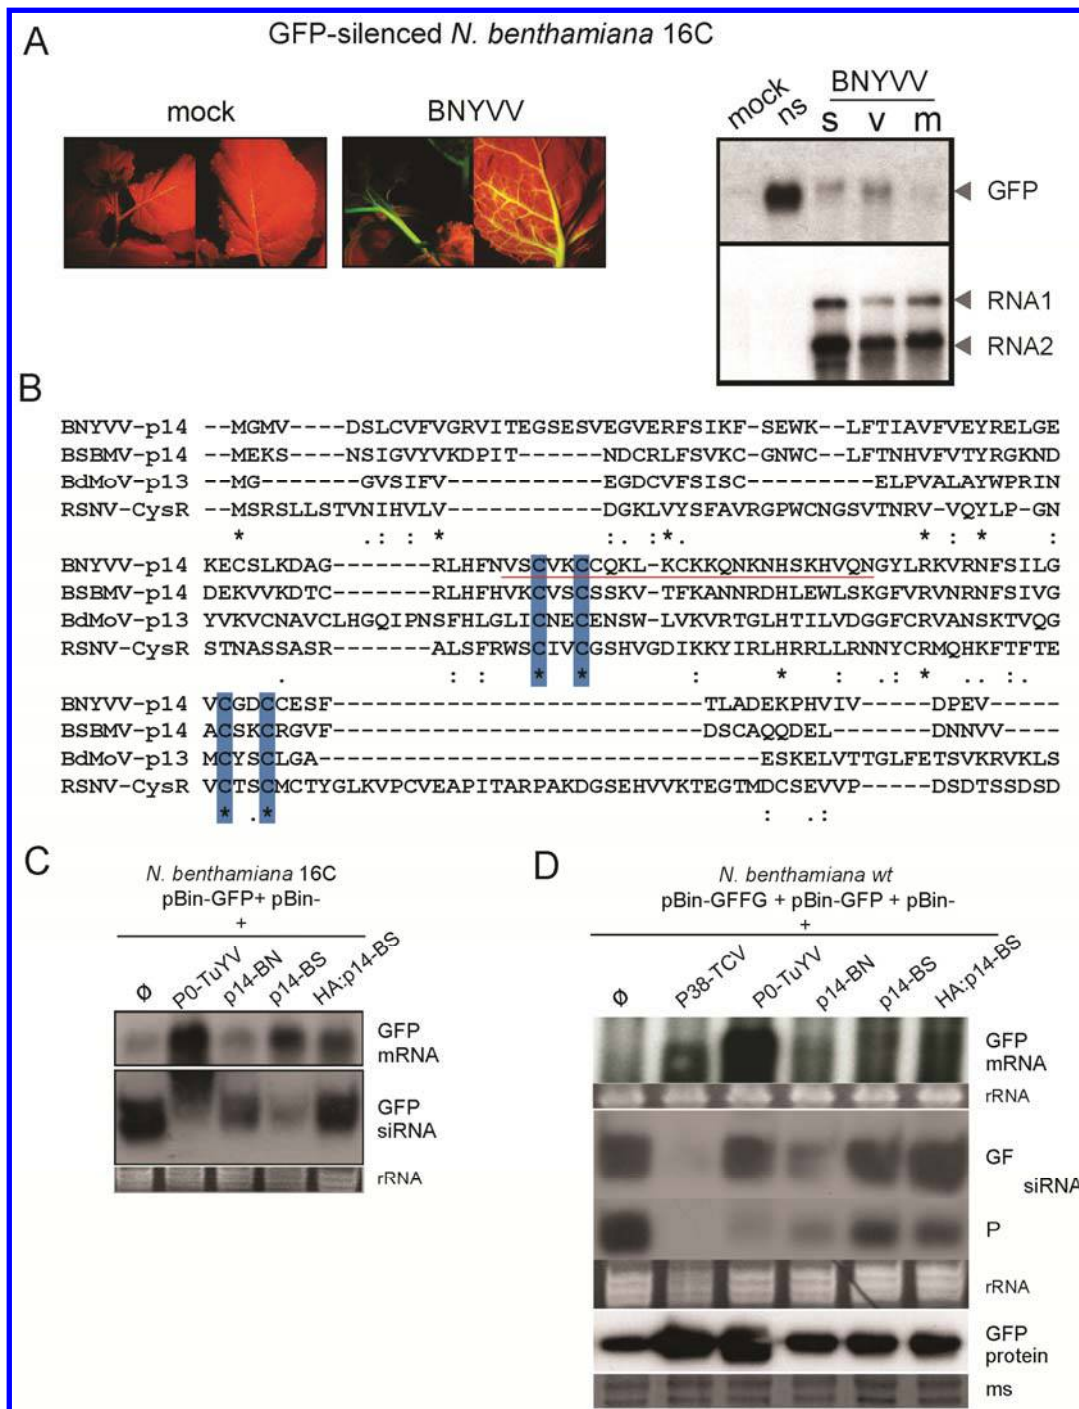 A
GFP-silenced N. benthamiana 16C
mock
BNYVV
mock
ns
BNYVV
s v m
GFP
RNA1
RNA2
B
BNYVV-p14 --MGMV----DSLCVFVGRVITEGSESVEGVERFSIKF-SEWK--LFTIAVFVEYRELGE
BSBMV-p14 --MEKS----NSIGVYVKDPIT------NDCRLFSVKC-GNWC--LFTNHVFVTYRGKND
BdMoV-p13 --MG-------GVSIFV-----------EGDCVFSISC---------ELPVALAYWPRIN
RSNV-CysR --MSRSLLSTVNIHVLV-----------DGKLVYSFAVRGPWCNGSVTNRV-VQYLP-GN
* .:: * :.:*. * : * :
BNYVV-p14 KECSLKDAG-------RLHFNVSCVKCCQKL-KCKKQNKNHSKHVQNGYLRKVRNFSILG
BSBMV-p14 DEKVVKDTC-------RLHFHVKCVSCSSKV-TFKANNRDHLEWLSKGFVRVRNRNFSIVG
BdMoV-p13 YVKVCNAVCLHGQIPNSFHLGLICNECENSW-LVKVRTGLHTILVDGGFCRVANSKTVQG
RSNV-CysR STNASSASR-------ALSFRWSCIVCGSHVGDIKKYIRLHRRLLRNNYCRMQHKFTFTE
. : : * * : * : .: * : :.
BNYVV-p14 VCGDCCESF--------------------------TLADEKPHVIV----DPEV-----
BSBMV-p14 ACSKCRGVF--------------------------DSCAQQDEL------DNNVV----
BdMoV-p13 MCYSCLGA------------------------------ESKELVTTGLFETSVKRVKLS
RSNV-CysR VCTSCMCTYGLKVPCVEAPITARPAKDGSEHVVKTEGTMDCSEVVP----DSDTSSDSD
* .* : .:
C
N. benthamiana 16C
pBin-GFP+ pBin-
+
Φ P0-TuYV p14-BN p14-BS HA:p14-BS
GFP
mRNA
GFP
siRNA
rRNA
D
N. benthamiana wt
pBin-GFFG + pBin-GFP + pBin-
+
Φ P38-TCV P0-TuYV p14-BN p14-BS HA:p14-BS
GFP
mRNA
rRNA
GF
siRNA
P
rRNA
GFP
protein
ms